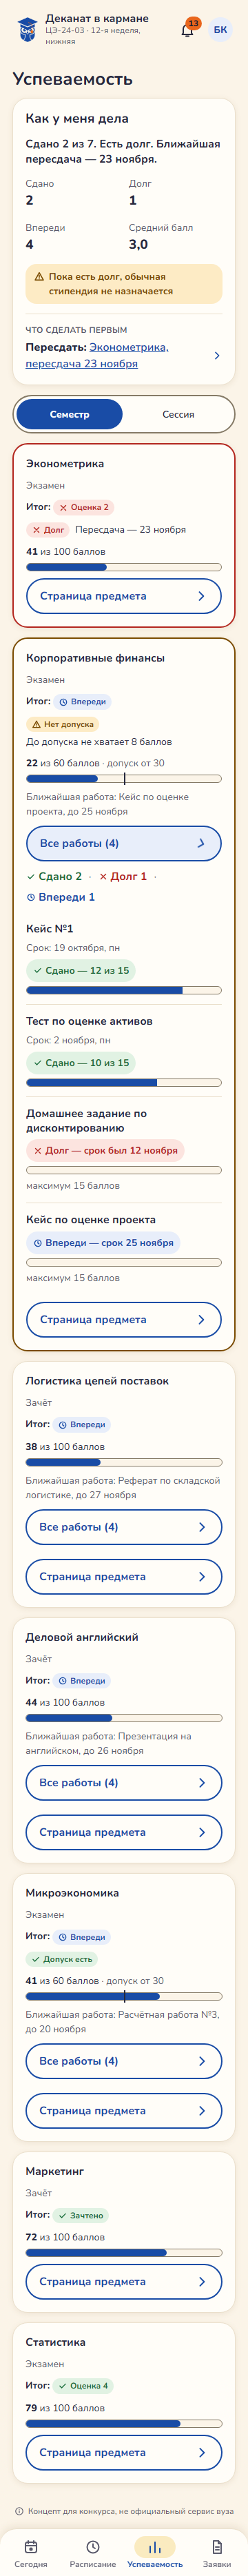 Деканат в кармане
ЦЭ-24-03 · 12-я неделя,
нижняя
13
БК
Успеваемость
Как у меня дела
Сдано 2 из 7. Есть долг. Ближайшая
пересдача — 23 ноября.
Сдано
Долг
2
1
Впереди
Средний балл
4
3,0
Пока есть долг, обычная
стипендия не назначается
ЧТО СДЕЛАТЬ ПЕРВЫМ
Пересдать: Эконометрика,
пересдача 23 ноября
Семестр
Сессия
Эконометрика
Экзамен
Итог: Оценка 2
Долг Пересдача — 23 ноября
41 из 100 баллов
Страница предмета
Корпоративные финансы
Экзамен
Итог: Впереди
Нет допуска
До допуска не хватает 8 баллов
22 из 60 баллов · допуск от 30
Ближайшая работа: Кейс по оценке
проекта, до 25 ноября
Все работы (4)
Сдано 2 · Долг 1 ·
Впереди 1
Кейс №1
Срок: 19 октября, пн
Сдано — 12 из 15
Тест по оценке активов
Срок: 2 ноября, пн
Сдано — 10 из 15
Домашнее задание по
дисконтированию
Долг — срок был 12 ноября
максимум 15 баллов
Кейс по оценке проекта
Впереди — срок 25 ноября
максимум 15 баллов
Страница предмета
Логистика цепей поставок
Зачёт
Итог: Впереди
38 из 100 баллов
Ближайшая работа: Реферат по складской
логистике, до 27 ноября
Все работы (4)
Страница предмета
Деловой английский
Зачёт
Итог: Впереди
44 из 100 баллов
Ближайшая работа: Презентация на
английском, до 26 ноября
Все работы (4)
Страница предмета
Микроэкономика
Экзамен
Итог: Впереди
Допуск есть
41 из 60 баллов · допуск от 30
Ближайшая работа: Расчётная работа №3,
до 20 ноября
Все работы (4)
Страница предмета
Маркетинг
Зачёт
Итог: Зачтено
72 из 100 баллов
Страница предмета
Статистика
Экзамен
Итог: Оценка 4
79 из 100 баллов
Страница предмета
Концепт для конкурса, не официальный сервис вуза
Сегодня
Расписание
Успеваемость
Заявки